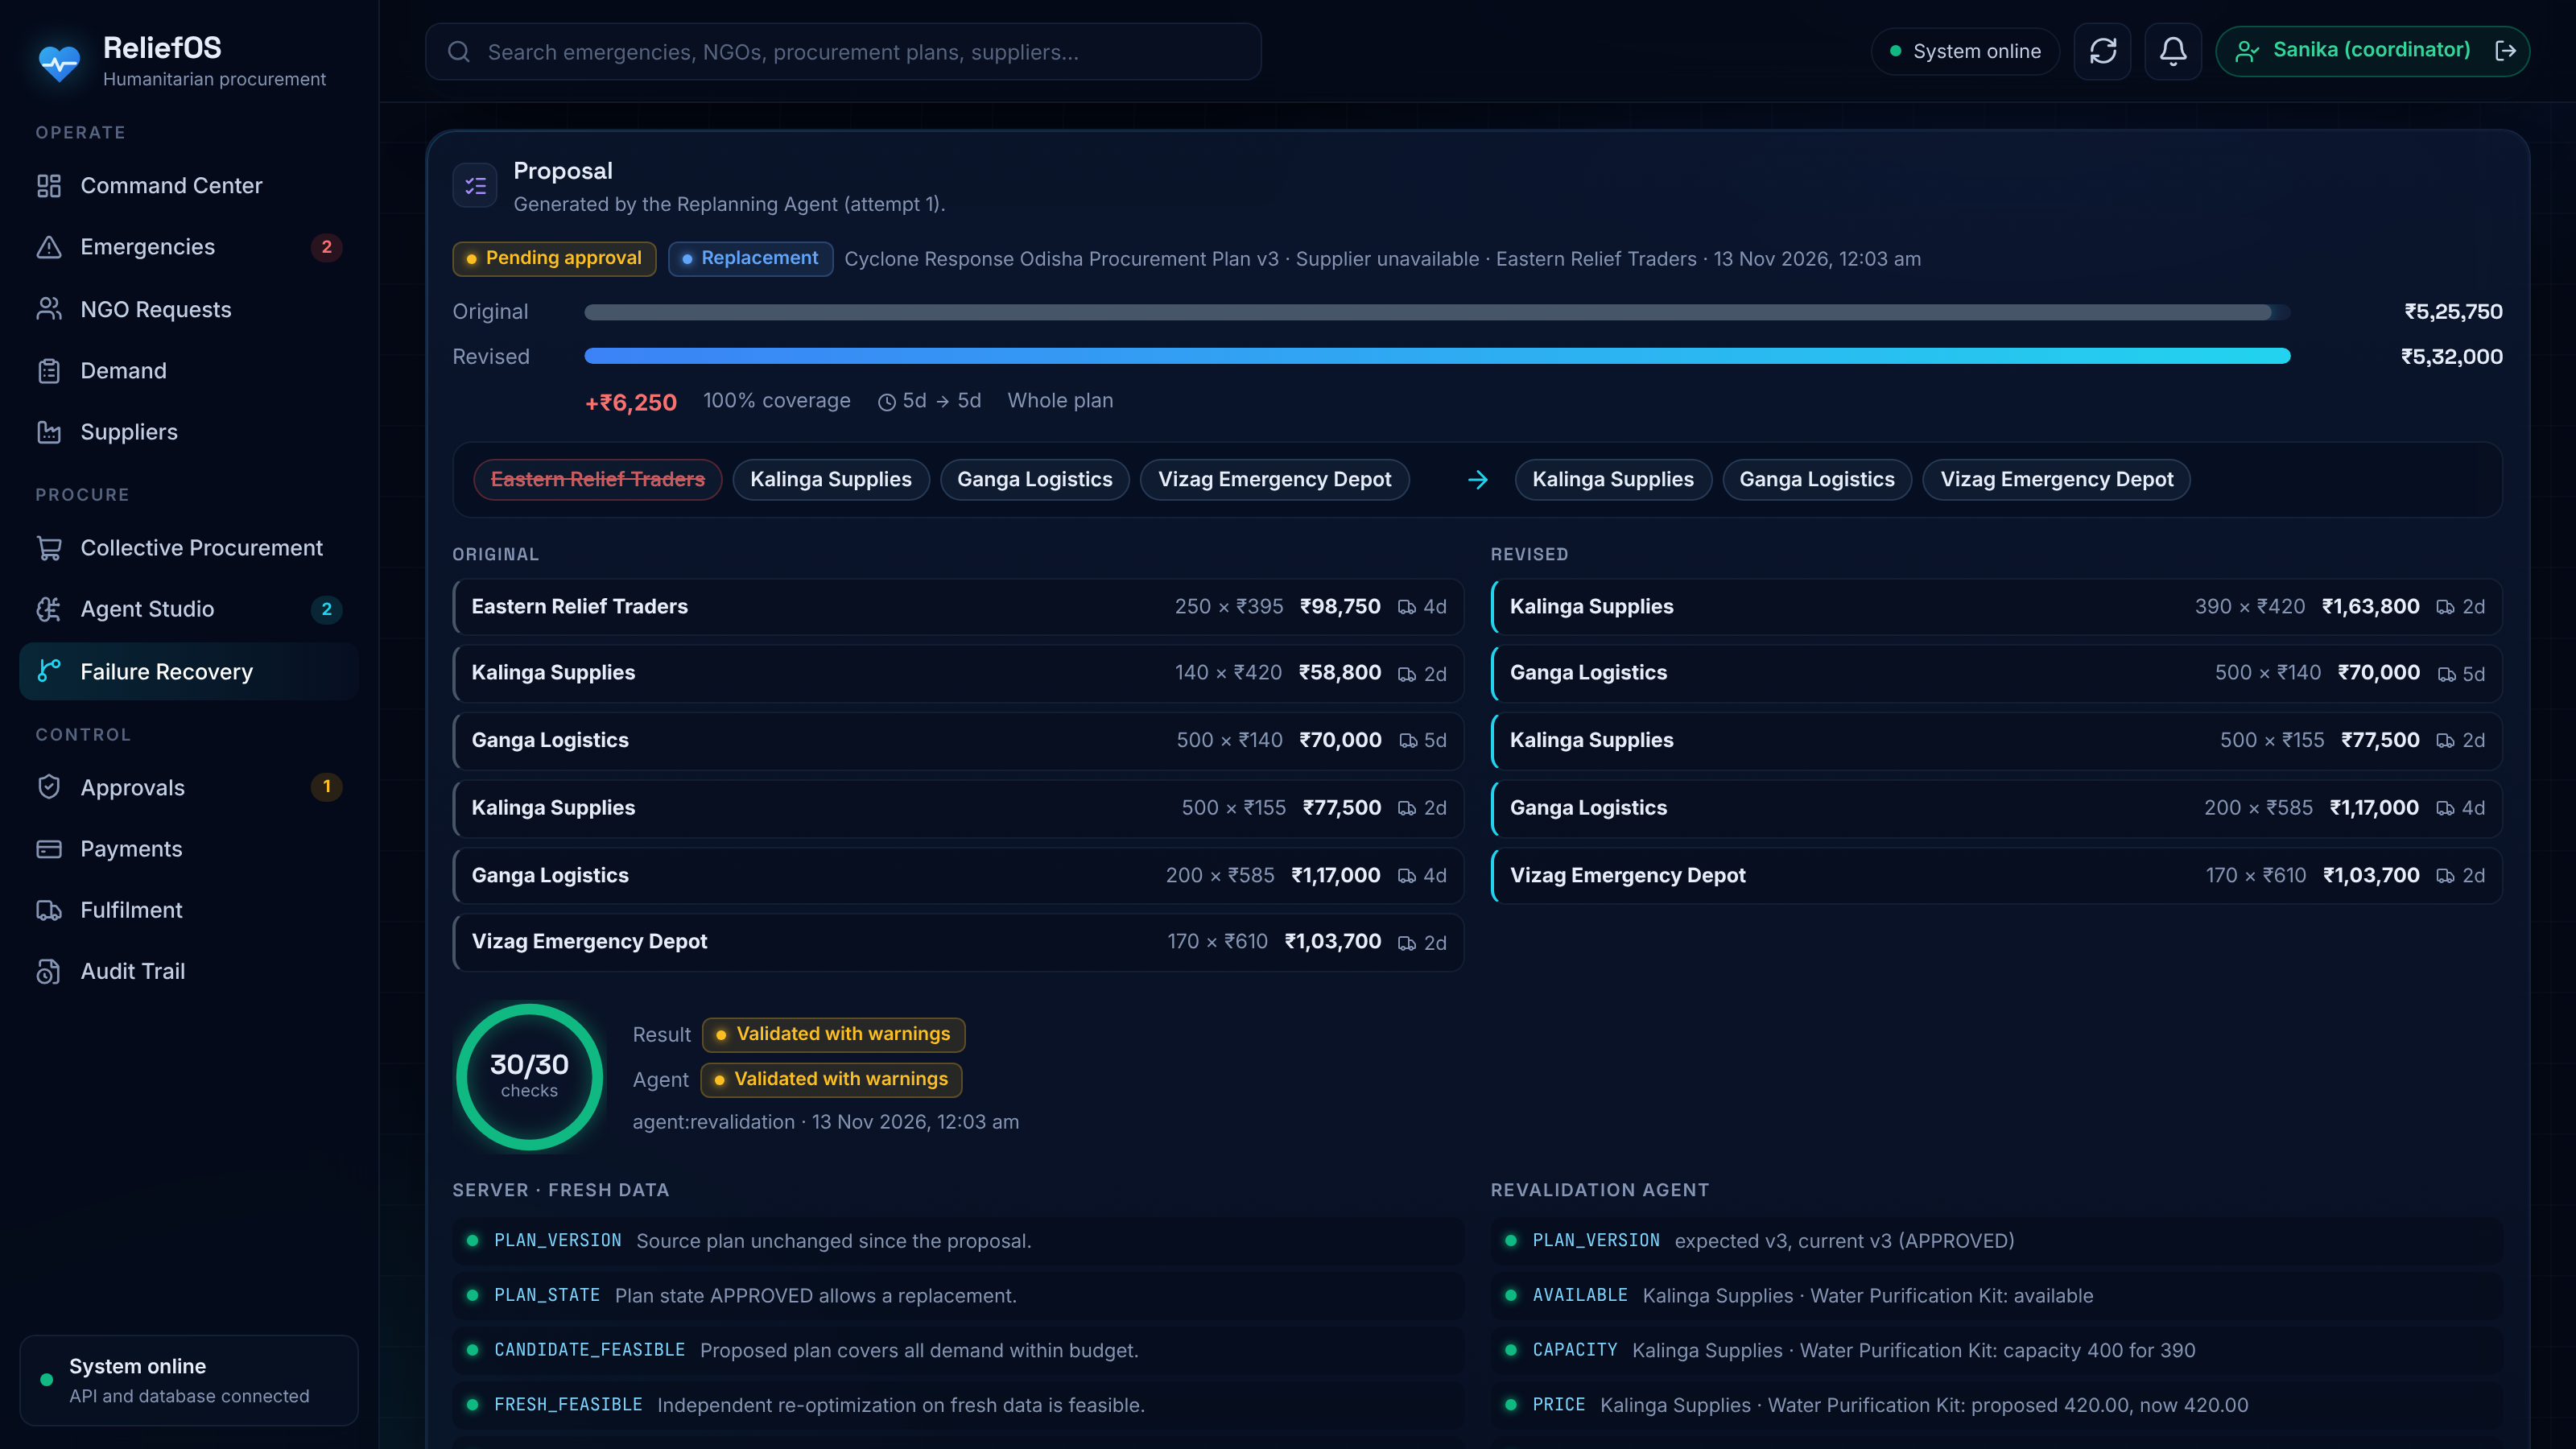 ReliefOS
Humanitarian procurement
OPERATE
Command Center
Emergencies 2
NGO Requests
Demand
Suppliers
PROCURE
Collective Procurement
Agent Studio 2
Failure Recovery
CONTROL
Approvals 1
Payments
Fulfilment
Audit Trail
System online
API and database connected
Search emergencies, NGOs, procurement plans, suppliers...
System online
Sanika (coordinator)
Proposal
Generated by the Replanning Agent (attempt 1).
Pending approval Replacement Cyclone Response Odisha Procurement Plan v3 · Supplier unavailable · Eastern Relief Traders · 13 Nov 2026, 12:03 am
Original ₹5,25,750
Revised ₹5,32,000
+₹6,250 100% coverage 5d → 5d Whole plan
Eastern Relief Traders Kalinga Supplies Ganga Logistics Vizag Emergency Depot → Kalinga Supplies Ganga Logistics Vizag Emergency Depot
ORIGINAL
Eastern Relief Traders 250 × ₹395 ₹98,750 4d
Kalinga Supplies 140 × ₹420 ₹58,800 2d
Ganga Logistics 500 × ₹140 ₹70,000 5d
Kalinga Supplies 500 × ₹155 ₹77,500 2d
Ganga Logistics 200 × ₹585 ₹1,17,000 4d
Vizag Emergency Depot 170 × ₹610 ₹1,03,700 2d
REVISED
Kalinga Supplies 390 × ₹420 ₹1,63,800 2d
Ganga Logistics 500 × ₹140 ₹70,000 5d
Kalinga Supplies 500 × ₹155 ₹77,500 2d
Ganga Logistics 200 × ₹585 ₹1,17,000 4d
Vizag Emergency Depot 170 × ₹610 ₹1,03,700 2d
30/30
checks
Result Validated with warnings
Agent Validated with warnings
agent:revalidation · 13 Nov 2026, 12:03 am
SERVER · FRESH DATA
PLAN_VERSION Source plan unchanged since the proposal.
PLAN_STATE Plan state APPROVED allows a replacement.
CANDIDATE_FEASIBLE Proposed plan covers all demand within budget.
FRESH_FEASIBLE Independent re-optimization on fresh data is feasible.
REVALIDATION AGENT
PLAN_VERSION expected v3, current v3 (APPROVED)
AVAILABLE Kalinga Supplies · Water Purification Kit: available
CAPACITY Kalinga Supplies · Water Purification Kit: capacity 400 for 390
PRICE Kalinga Supplies · Water Purification Kit: proposed 420.00, now 420.00